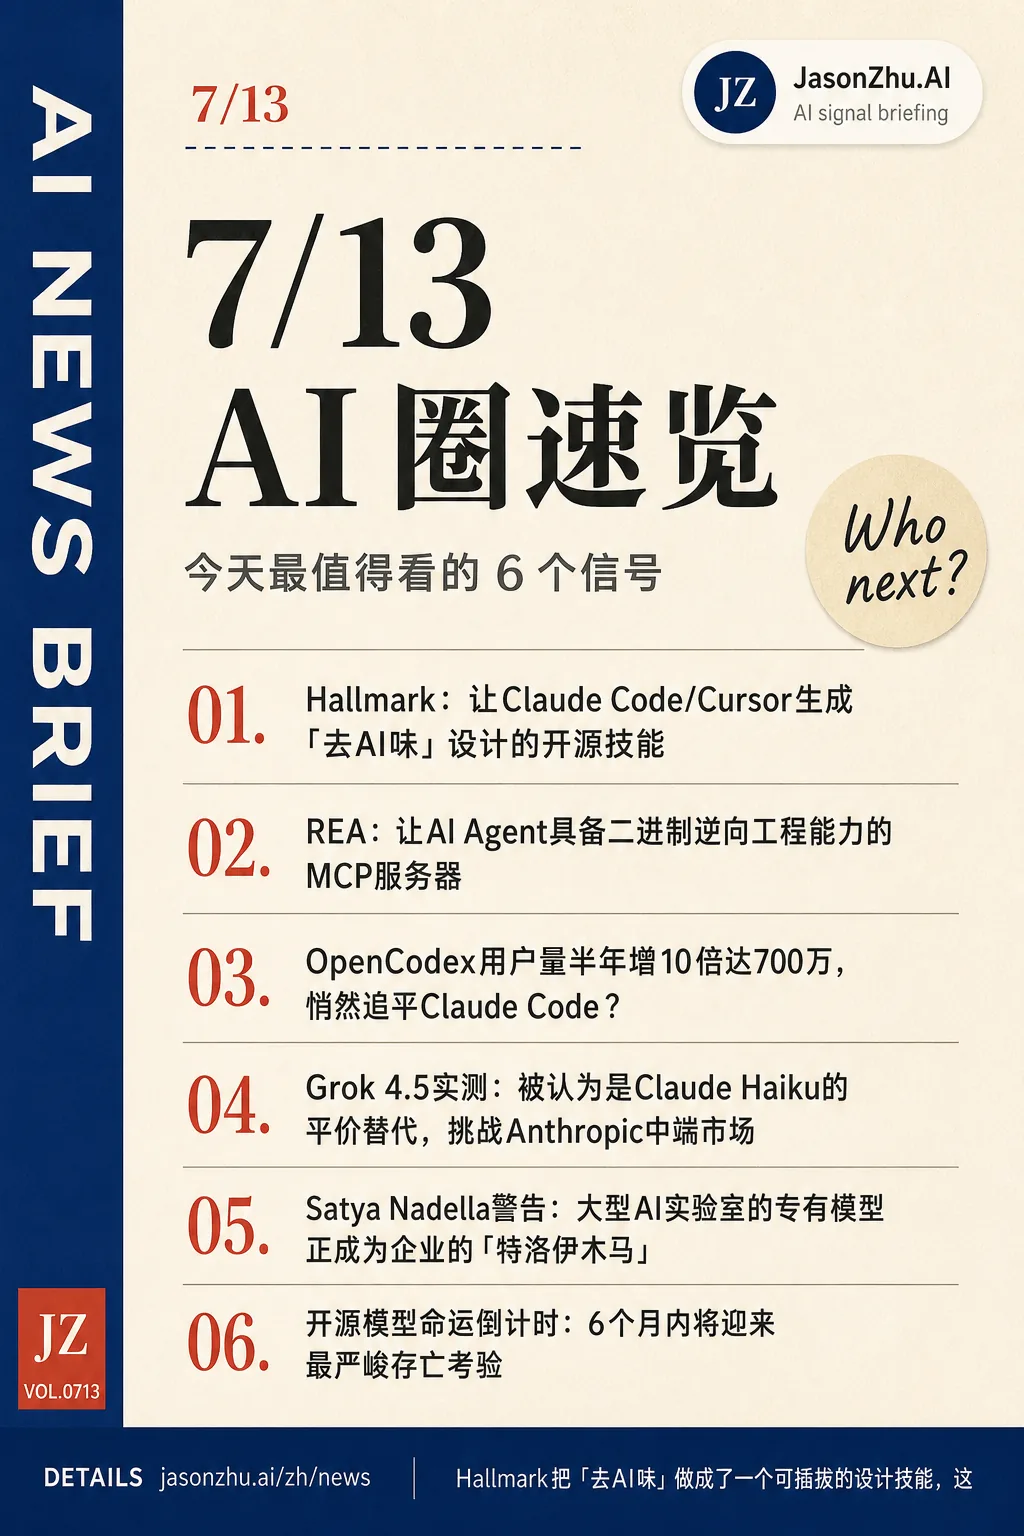 AI NEWS BRIEF
7/13
JZ
JasonZhu.AI
AI signal briefing
7/13
AI圈速览
今天最值得看的 6 个信号
Who
next?
01.
Hallmark：让Claude Code/Cursor生成
「去AI味」设计的开源技能
02.
REA：让AI Agent具备二进制逆向工程能力的
MCP服务器
03.
OpenCodex用户量半年增10倍达700万，
悄然追平Claude Code？
04.
Grok 4.5实测：被认为是Claude Haiku的
平价替代，挑战Anthropic中端市场
05.
Satya Nadella警告：大型AI实验室的专有模型
正成为企业的「特洛伊木马」
06.
开源模型命运倒计时：6个月内将迎来
最严峻存亡考验
JZ
VOL.0713
DETAILS jasonzhu.ai/zh/news
Hallmark把「去AI味」做成了一个可插拔的设计技能，这